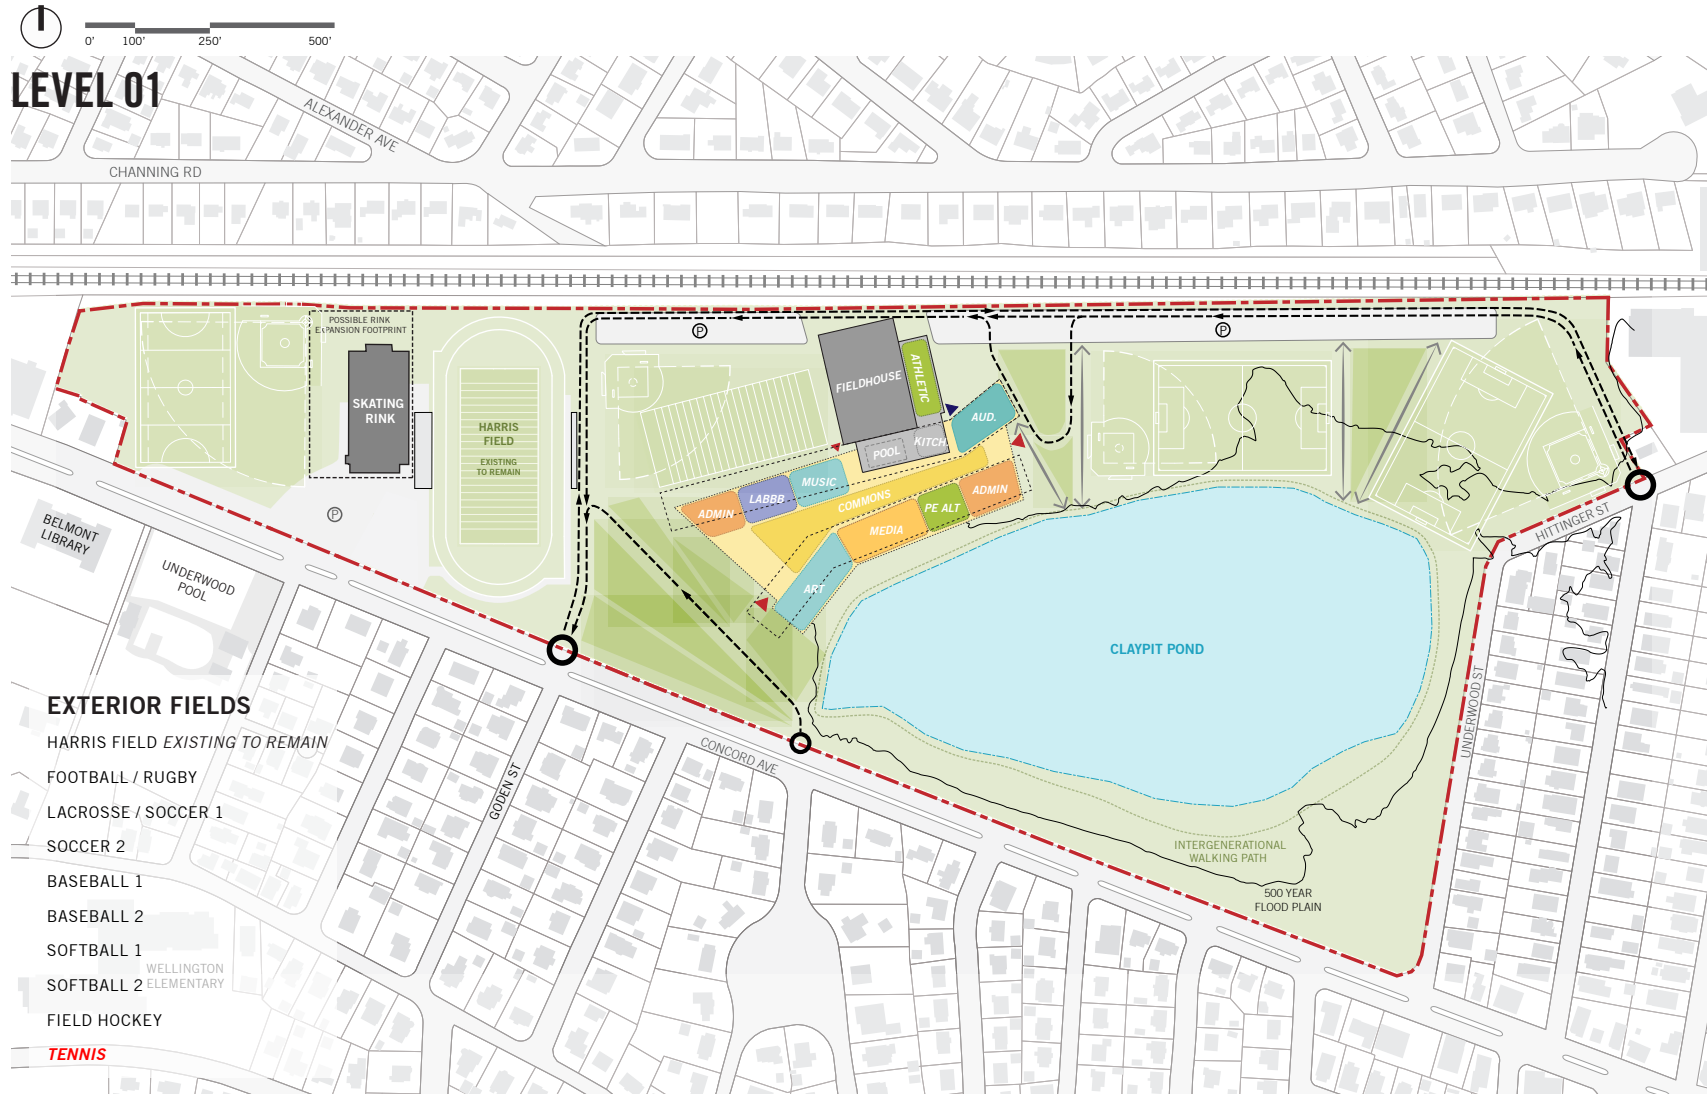 0' 100' 250' 500'
LEVEL 01
ALEXANDER AVE
CHANNING RD
POSSIBLE RINK
EXPANSION FOOTPRINT
P
P
SKATING
RINK
HARRIS
FIELD
EXISTING
TO REMAIN
FIELDHOUSE
ATHLETIC
AUD.
KITCH.
POOL
MUSIC
LABBB
ADMIN
COMMONS
ADMIN
PE ALT
MEDIA
ART
P
BELMONT
LIBRARY
UNDERWOOD
POOL
HITTINGER ST
CLAYPIT POND
UNDERWOOD ST
CONCORD AVE
GODEN ST
INTERGENERATIONAL
WALKING PATH
500 YEAR
FLOOD PLAIN
EXTERIOR FIELDS
HARRIS FIELD EXISTING TO REMAIN
FOOTBALL / RUGBY
LACROSSE / SOCCER 1
SOCCER 2
BASEBALL 1
BASEBALL 2
SOFTBALL 1
SOFTBALL 2
FIELD HOCKEY
TENNIS
WELLINGTON
ELEMENTARY